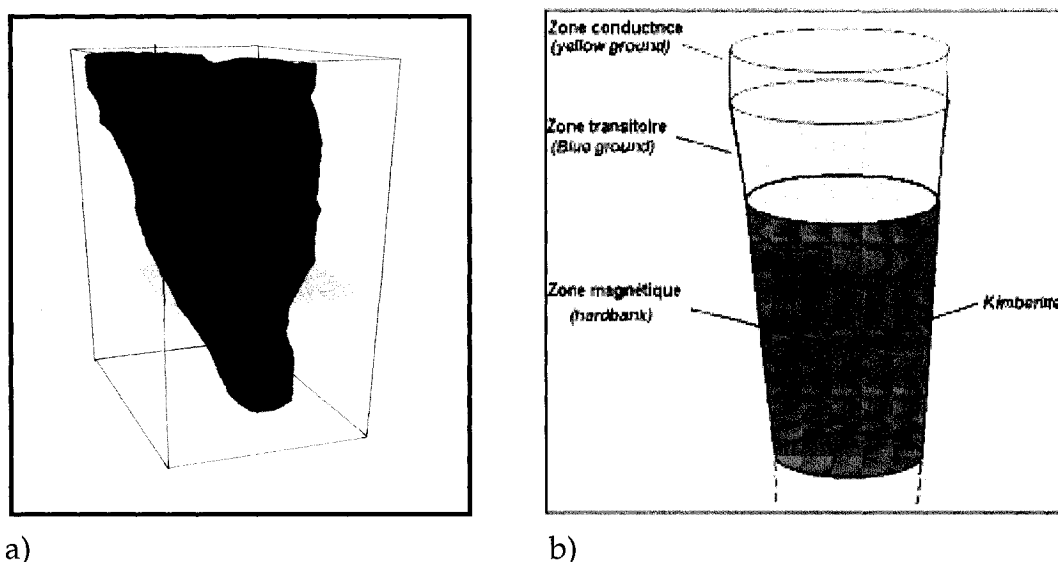 Zone conductrice
(yellow ground)
Zone transitoire
(Blue ground)
Zone magnétique
(hardbank)
Kimberlite
a)
b)